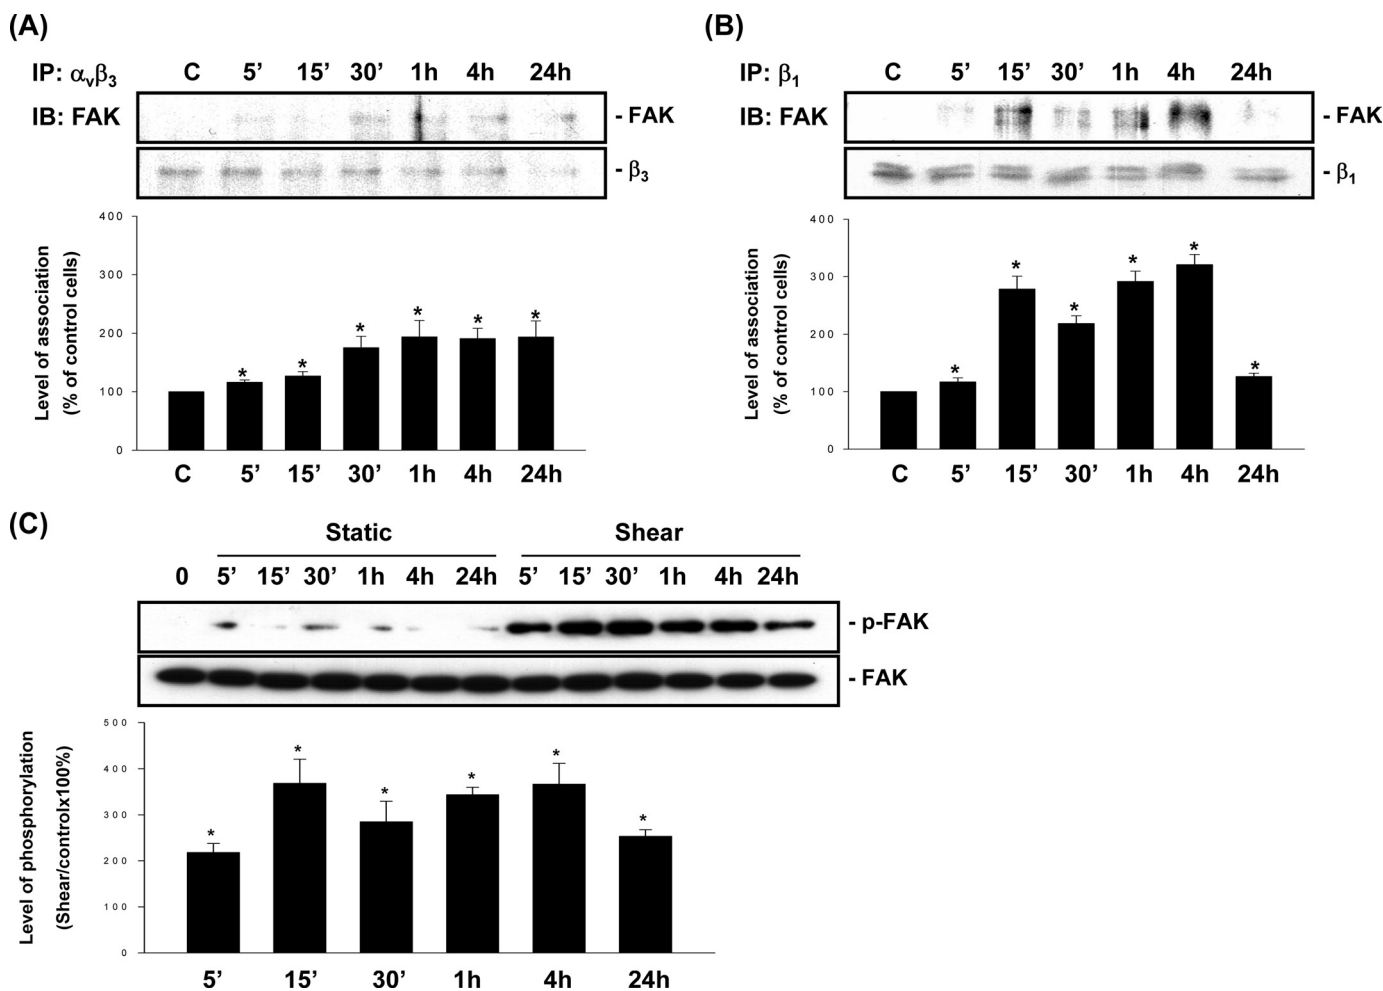 (A)
IP: αvβ3 C 5’ 15’ 30’ 1h 4h 24h
IB: FAK - FAK
- β3
Level of association
(% of control cells)
400
300
200
100
0
* * * * * *
C 5’ 15’ 30’ 1h 4h 24h
(B)
IP: β1 C 5’ 15’ 30’ 1h 4h 24h
IB: FAK - FAK
- β1
Level of association
(% of control cells)
400
300
200
100
0
* * * * * *
C 5’ 15’ 30’ 1h 4h 24h
(C)
Static Shear
0 5’ 15’ 30’ 1h 4h 24h 5’ 15’ 30’ 1h 4h 24h
- p-FAK
- FAK
Level of phosphorylation
(Shear/controlx100%)
500
400
300
200
100
0
* * * * * *
5’ 15’ 30’ 1h 4h 24h